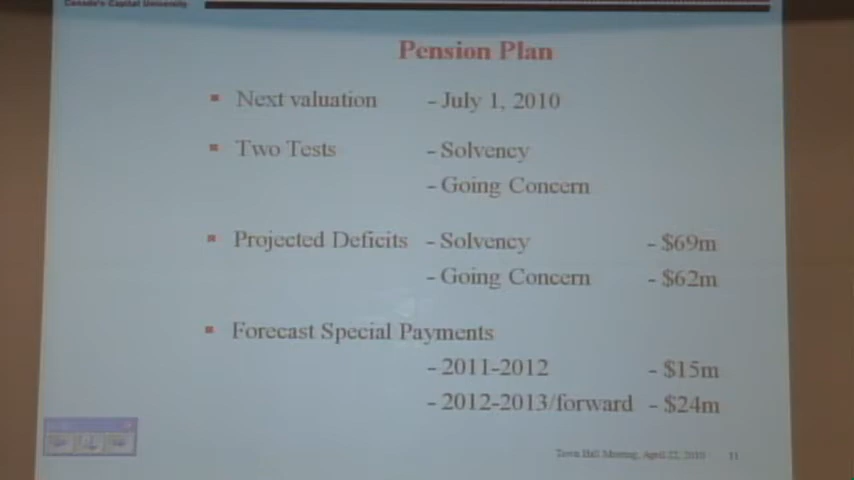 Canada's Capital University
Pension Plan
▪ Next valuation - July 1, 2010
▪ Two Tests - Solvency
- Going Concern
▪ Projected Deficits - Solvency - $69m
- Going Concern - $62m
▪ Forecast Special Payments
- 2011-2012 - $15m
- 2012-2013/forward - $24m
Town Hall Meeting, April 22, 2010 11